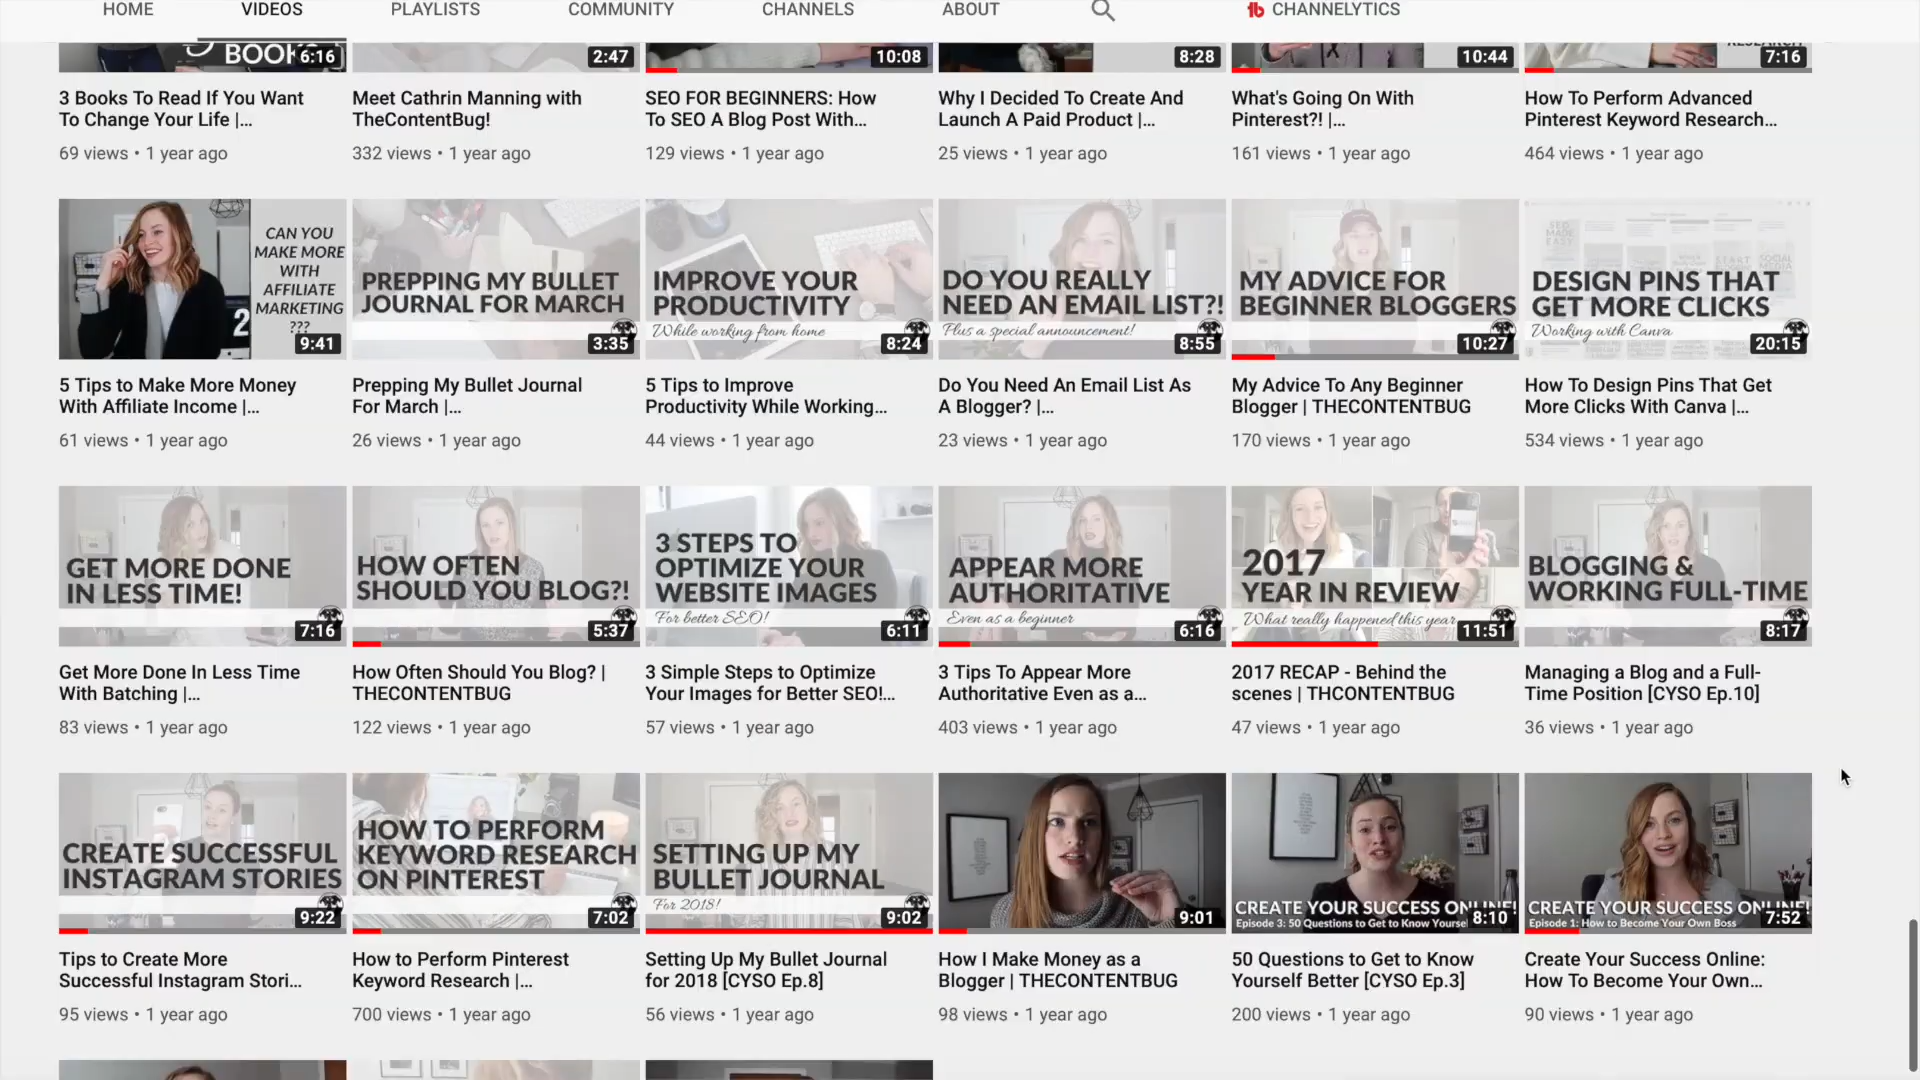 HOME VIDEOS PLAYLISTS COMMUNITY CHANNELS ABOUT CHANNELYTICS
BOOKS 6:16 2:47 10:08 8:28 10:44 7:16
3 Books To Read If You Want
To Change Your Life |...
69 views • 1 year ago
Meet Cathrin Manning with
TheContentBug!
332 views • 1 year ago
SEO FOR BEGINNERS: How
To SEO A Blog Post With...
129 views • 1 year ago
Why I Decided To Create And
Launch A Paid Product |...
25 views • 1 year ago
What's Going On With
Pinterest?! |...
161 views • 1 year ago
How To Perform Advanced
Pinterest Keyword Research...
464 views • 1 year ago
CAN YOU
MAKE MORE
WITH
AFFILIATE
MARKETING
???
2
9:41
5 Tips to Make More Money
With Affiliate Income |...
61 views • 1 year ago
PREPPING MY BULLET
JOURNAL FOR MARCH
3:35
Prepping My Bullet Journal
For March |...
26 views • 1 year ago
IMPROVE YOUR
PRODUCTIVITY
While working from home
8:24
5 Tips to Improve
Productivity While Working...
44 views • 1 year ago
DO YOU REALLY
NEED AN EMAIL LIST?!
Plus a special announcement!
8:55
Do You Need An Email List As
A Blogger? |...
23 views • 1 year ago
MY ADVICE FOR
BEGINNER BLOGGERS
10:27
My Advice To Any Beginner
Blogger | THECONTENTBUG
170 views • 1 year ago
SEO
MADE
EASY
START
SOCIAL
MEDIA
DESIGN PINS THAT
GET MORE CLICKS
Working with Canva
20:15
How To Design Pins That Get
More Clicks With Canva |...
534 views • 1 year ago
GET MORE DONE
IN LESS TIME!
7:16
Get More Done In Less Time
With Batching |...
83 views • 1 year ago
HOW OFTEN
SHOULD YOU BLOG?!
5:37
How Often Should You Blog? |
THECONTENTBUG
122 views • 1 year ago
3 STEPS TO
OPTIMIZE YOUR
WEBSITE IMAGES
For better SEO!
6:11
3 Simple Steps to Optimize
Your Images for Better SEO!...
57 views • 1 year ago
APPEAR MORE
AUTHORITATIVE
Even as a beginner
6:16
3 Tips To Appear More
Authoritative Even as a...
403 views • 1 year ago
2017
YEAR IN REVIEW
What really happened this year
11:51
2017 RECAP - Behind the
scenes | THCONTENTBUG
47 views • 1 year ago
BLOGGING &
WORKING FULL-TIME
8:17
Managing a Blog and a Full-
Time Position [CYSO Ep.10]
36 views • 1 year ago
CREATE SUCCESSFUL
INSTAGRAM STORIES
9:22
Tips to Create More
Successful Instagram Stori...
95 views • 1 year ago
HOW TO PERFORM
KEYWORD RESEARCH
ON PINTEREST
7:02
How to Perform Pinterest
Keyword Research |...
700 views • 1 year ago
SETTING UP MY
BULLET JOURNAL
For 2018!
9:02
Setting Up My Bullet Journal
for 2018 [CYSO Ep.8]
56 views • 1 year ago
9:01
How I Make Money as a
Blogger | THECONTENTBUG
98 views • 1 year ago
CREATE YOUR SUCCESS ONLINE!
Episode 3: 50 Questions to Get to Know Yourse
8:10
50 Questions to Get to Know
Yourself Better [CYSO Ep.3]
200 views • 1 year ago
CREATE YOUR SUCCESS ONLINE!
Episode 1: How to Become Your Own Boss
7:52
Create Your Success Online:
How To Become Your Own...
90 views • 1 year ago